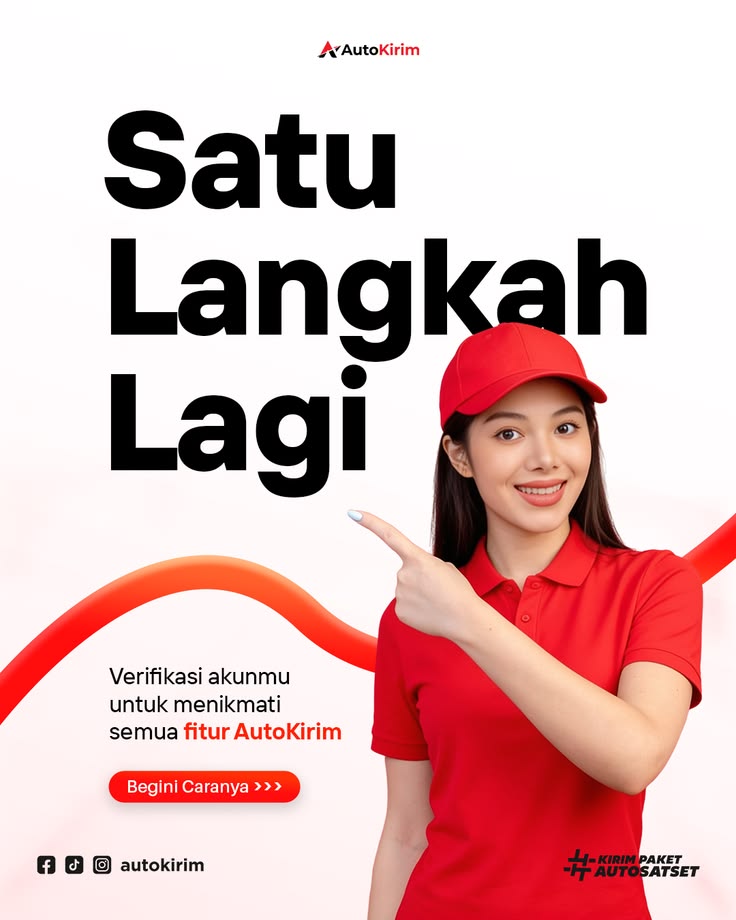 AutoKirim
Satu
Langkah
Lagi
Verifikasi akunmu
untuk menikmati
semua fitur AutoKirim
Begini Caranya >>>
autokirim
KIRIM PAKET
AUTOSATSET